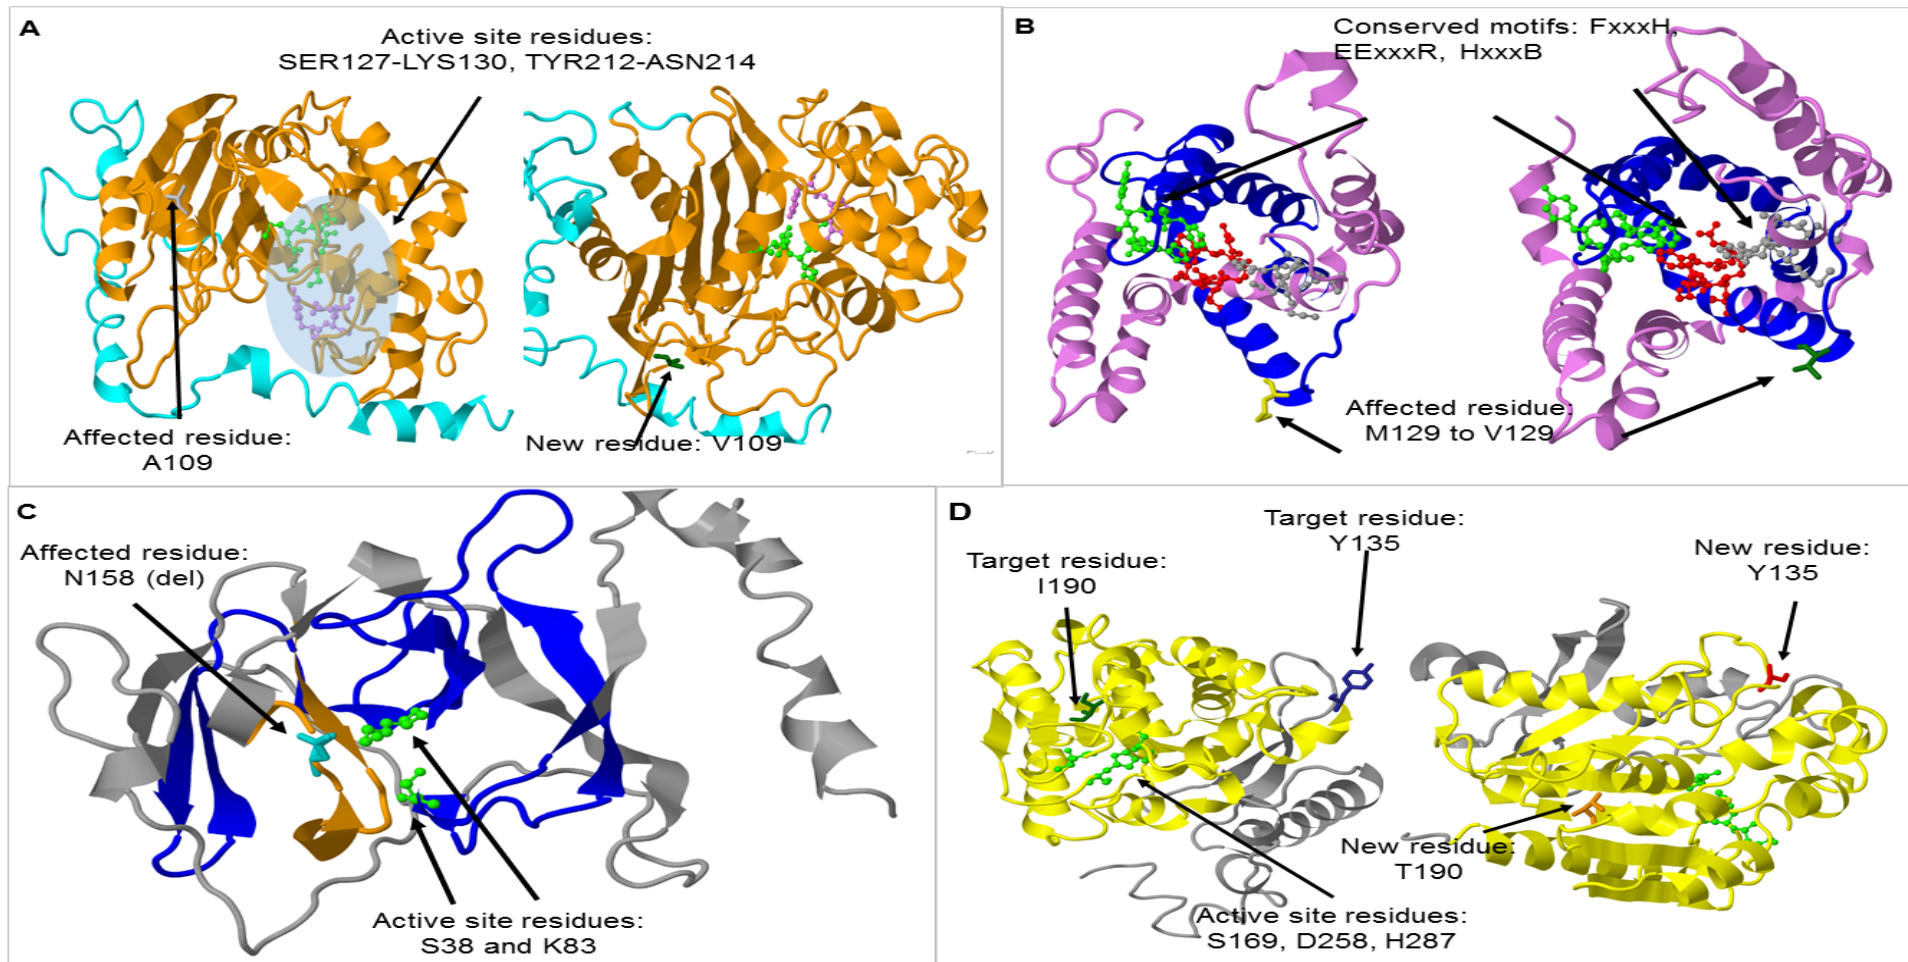 A
Active site residues:
SER127-LYS130, TYR212-ASN214
Affected residue:
A109
New residue: V109
B
Conserved motifs: FxxxH,
EExxxR, HxxxB
Affected residue:
M129 to V129
C
Affected residue:
N158 (del)
Active site residues:
S38 and K83
D
Target residue:
Y135
Target residue:
I190
New residue:
Y135
New residue:
T190
Active site residues:
S169, D258, H287